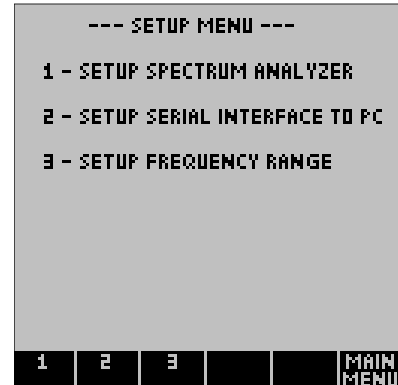 --- SETUP MENU ---
1 - SETUP SPECTRUM ANALYZER
2 - SETUP SERIAL INTERFACE TO PC
3 - SETUP FREQUENCY RANGE
1 2 3 MAIN MENU